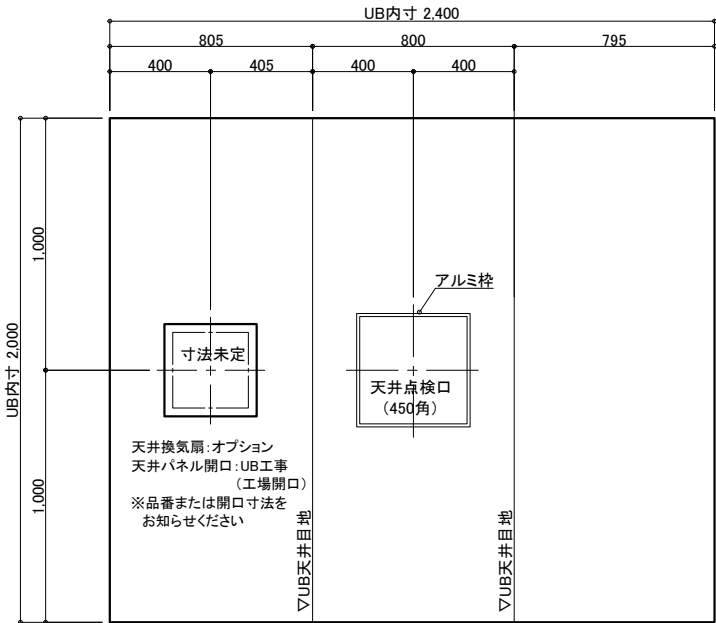 UB内寸 2,400
805
800
795
400
405
400
400
UB内寸 2,000
1,000
1,000
アルミ枠
寸法未定
天井点検口
(450角)
天井換気扇:オプション
天井パネル開口:UB工事
(工場開口)
※品番または開口寸法を
お知らせください
▽UB天井目地
▽UB天井目地